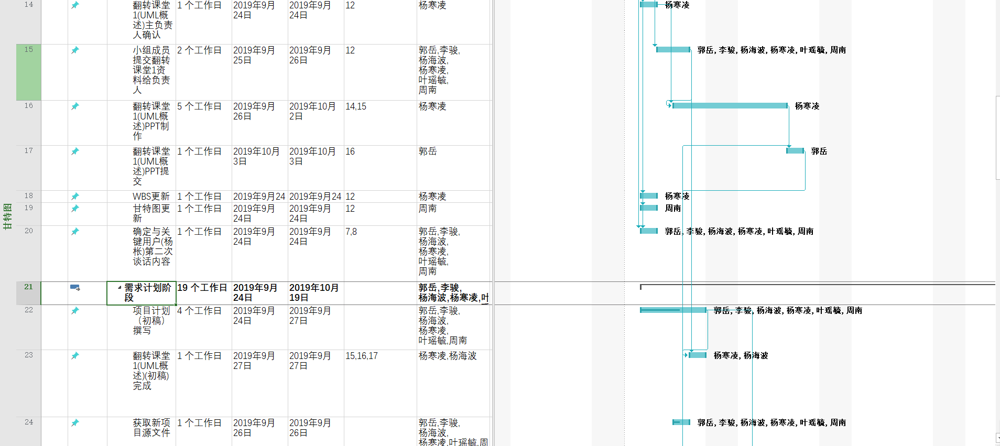 甘特图
14
翻转课堂
1(UML概
述)主负责
人确认
1 个工作日
2019年9月
24日
2019年9月
24日
12
杨寒凌
杨寒凌
15
小组成员
提交翻转
课堂1资
料给负责
人
2 个工作日
2019年9月
25日
2019年9月
26日
12
郭岳,李骏,
杨海波,
杨寒凌,
叶瑶毓,
周南
郭岳, 李骏, 杨海波, 杨寒凌, 叶瑶毓, 周南
16
翻转课堂
1(UML概
述)PPT制
作
5 个工作日
2019年9月
26日
2019年10月
2日
14,15
杨寒凌
杨寒凌
17
翻转课堂
1(UML概
述)PPT提
交
1 个工作日
2019年10月
3日
2019年10月
3日
16
郭岳
郭岳
18
WBS更新
1 个工作日
2019年9月24
2019年9月24
12
杨寒凌
杨寒凌
19
甘特图更
新
1 个工作日
2019年9月
24日
2019年9月
24日
12
周南
周南
20
确定与关
键用户(杨
枨)第二次
谈话内容
1 个工作日
2019年9月
24日
2019年9月
24日
7,8
郭岳,李骏,
杨海波,
杨寒凌,
叶瑶毓,
周南
郭岳, 李骏, 杨海波, 杨寒凌, 叶瑶毓, 周南
21
需求计划阶
段
19 个工作日
2019年9月
24日
2019年10月
19日
郭岳,李骏,
杨海波,杨寒凌,叶
22
项目计划
（初稿）
撰写
4 个工作日
2019年9月
24日
2019年9月
27日
郭岳,李骏,
杨海波,
杨寒凌,
叶瑶毓,周南
郭岳, 李骏, 杨海波, 杨寒凌, 叶瑶毓, 周南
23
翻转课堂
1(UML概
述)(初稿)
完成
1 个工作日
2019年9月
27日
2019年9月
27日
15,16,17
杨寒凌,杨海波
杨寒凌, 杨海波
24
获取新项
目源文件
1 个工作日
2019年9月
26日
2019年9月
26日
郭岳,李骏,
杨海波,
杨寒凌,叶瑶毓,周
郭岳, 李骏, 杨海波, 杨寒凌, 叶瑶毓, 周南